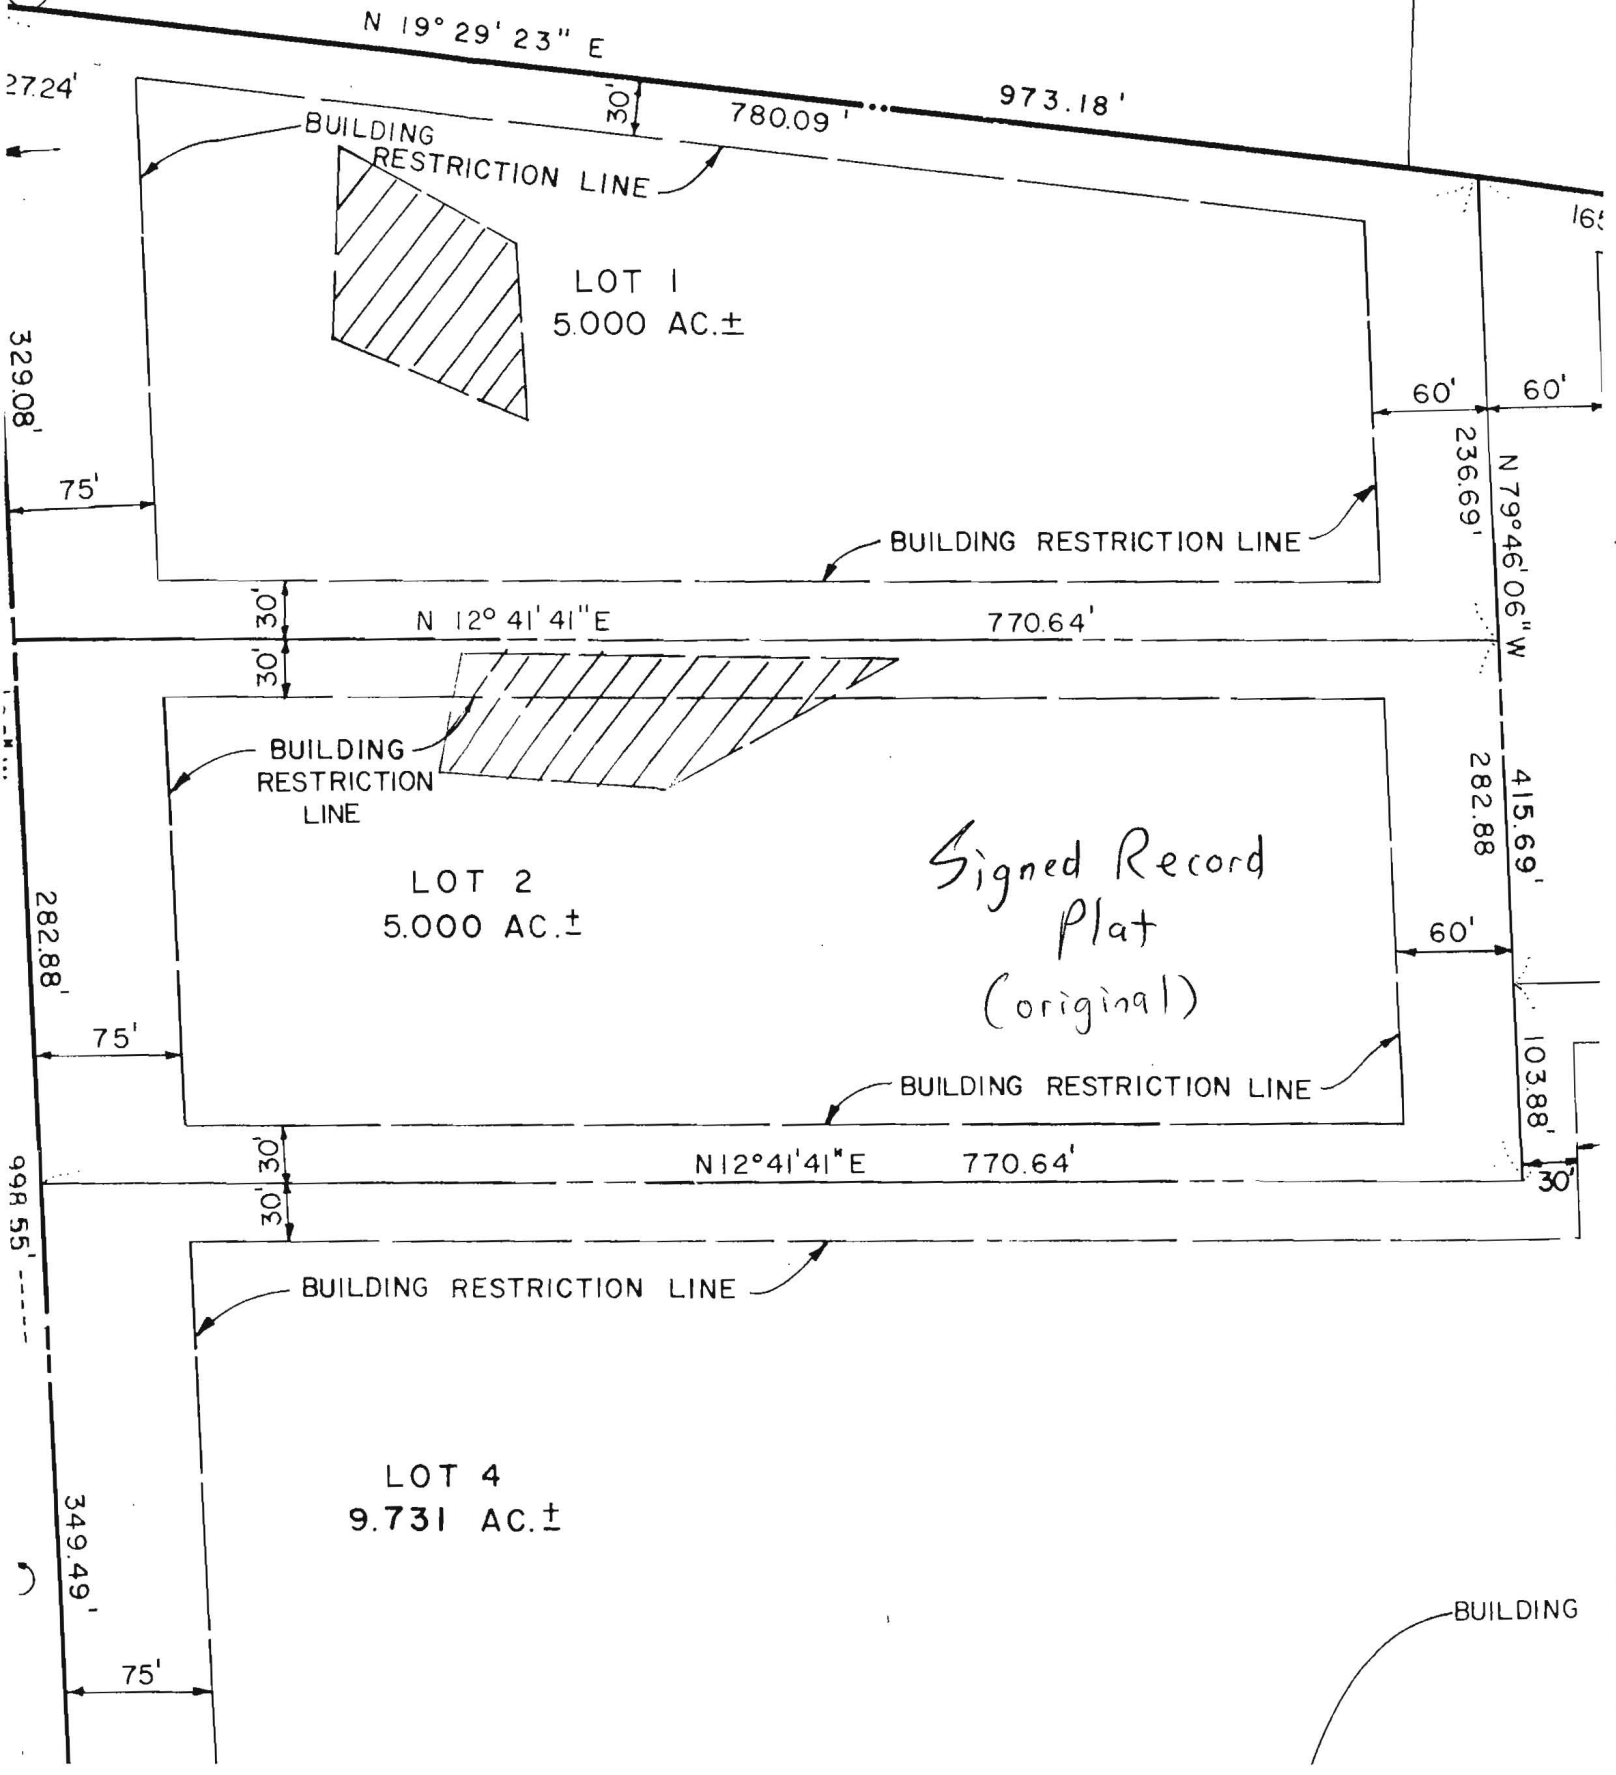 N 19° 29' 23" E
27.24'
30'
780.09'
973.18'
BUILDING
RESTRICTION LINE
LOT 1
5.000 AC.±
329.08'
60'
60'
236.69'
N 79° 46' 06" W
75'
BUILDING RESTRICTION LINE
30'
N 12° 41' 41" E
770.64'
30'
BUILDING
RESTRICTION
LINE
LOT 2
5.000 AC.±
Signed Record
Plat
(original)
282.88
415.69'
282.88'
60'
75'
103.88'
BUILDING RESTRICTION LINE
30'
N12°41'41" E
770.64'
30'
30'
998.55'
BUILDING RESTRICTION LINE
LOT 4
9.731 AC.±
349.49'
BUILDING
75'